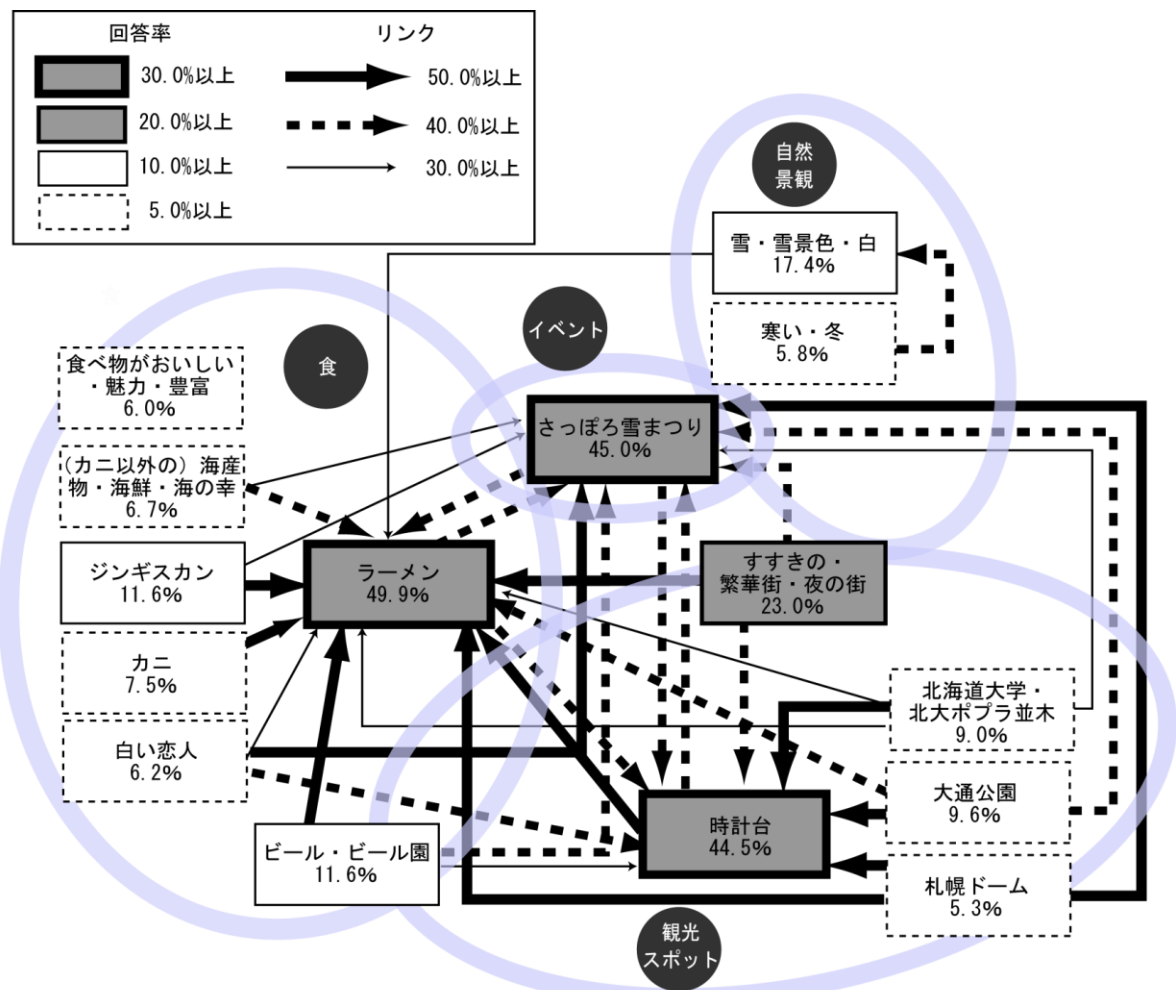 回答率
リンク
30.0%以上
50.0%以上
20.0%以上
40.0%以上
10.0%以上
30.0%以上
5.0%以上
自然
景観
雪・雪景色・白
17.4%
イベント
寒い・冬
5.8%
食
食べ物がおいしい
・魅力・豊富
6.0%
さっぽろ雪まつり
45.0%
(カニ以外の）海産
物・海鮮・海の幸
6.7%
ジンギスカン
11.6%
ラーメン
49.9%
すすきの・
繁華街・夜の街
23.0%
カニ
7.5%
北海道大学・
北大ポプラ並木
9.0%
白い恋人
6.2%
大通公園
9.6%
時計台
44.5%
ビール・ビール園
11.6%
札幌ドーム
5.3%
観光
スポット